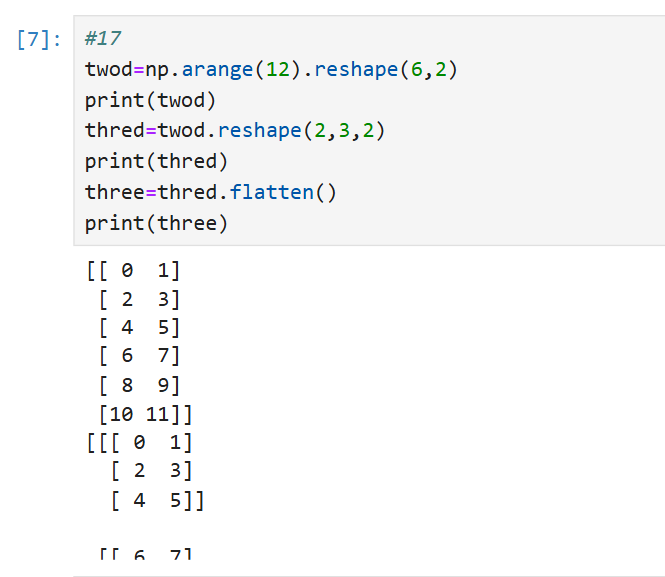 [7]: #17
twod=np.arange(12).reshape(6,2)
print(twod)
thred=twod.reshape(2,3,2)
print(thred)
three=thred.flatten()
print(three)
[[ 0  1]
 [ 2  3]
 [ 4  5]
 [ 6  7]
 [ 8  9]
 [10 11]]
[[[ 0  1]
  [ 2  3]
  [ 4  5]]
 [[ 6  7]